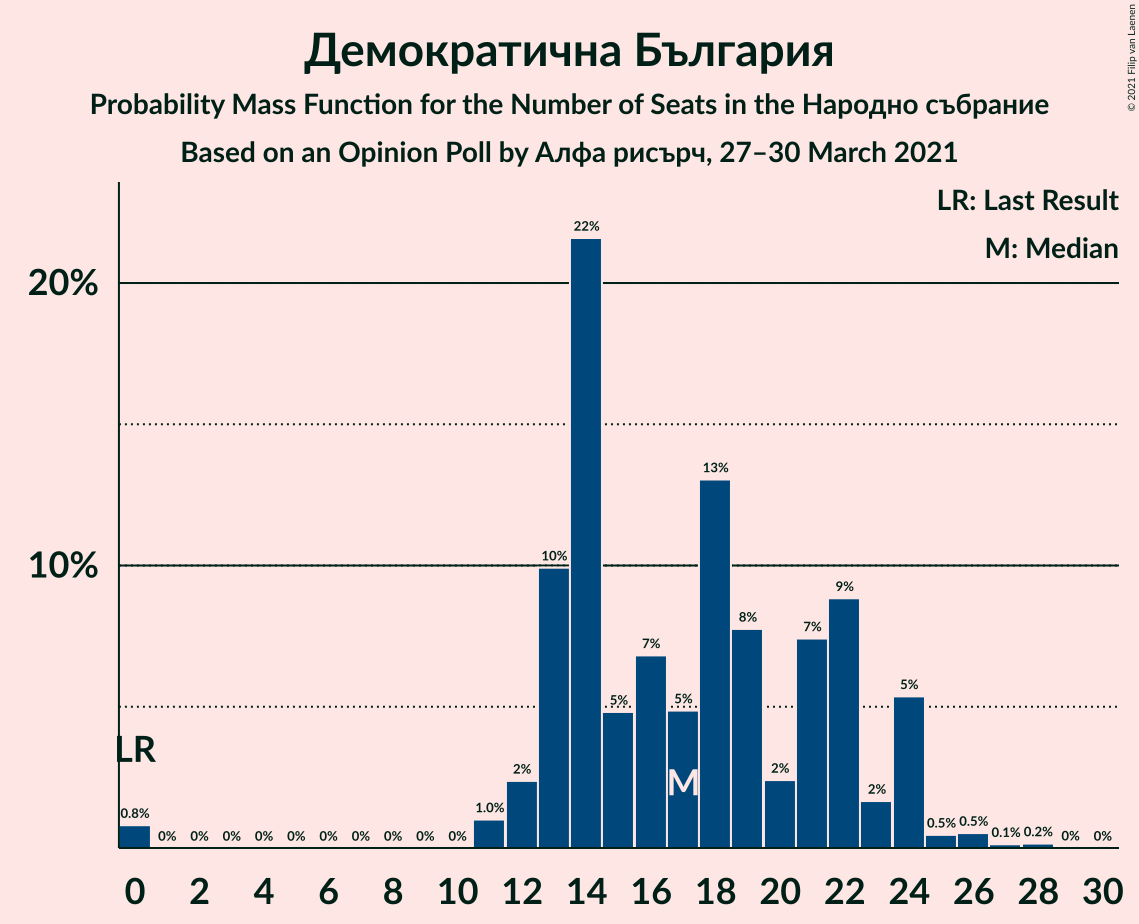 Демократична България
Probability Mass Function for the Number of Seats in the Народно събрание
Based on an Opinion Poll by Алфа рисърч, 27–30 March 2021
© 2021 Filip van Laenen
LR: Last Result
M: Median
20%
10%
LR
M
0.8% 0% 0% 0% 0% 0% 0% 0% 0% 0% 0% 1.0% 2% 10% 22% 5% 7% 5% 13% 8% 2% 7% 9% 2% 5% 0.5% 0.5% 0.1% 0.2% 0% 0%
0 2 4 6 8 10 12 14 16 18 20 22 24 26 28 30